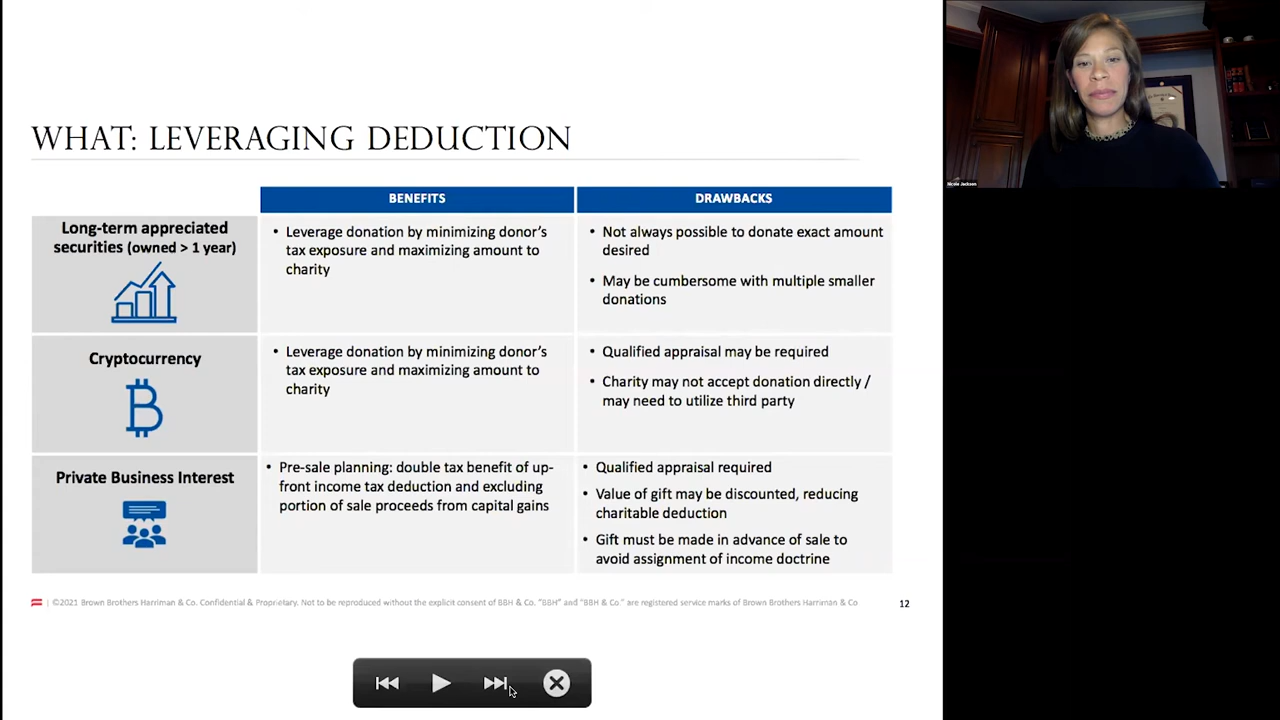 WHAT: LEVERAGING DEDUCTION
BENEFITS
DRAWBACKS
Long-term appreciated
securities (owned > 1 year)
• Leverage donation by minimizing donor's
tax exposure and maximizing amount to
charity
• Not always possible to donate exact amount
desired
• May be cumbersome with multiple smaller
donations
Cryptocurrency
• Leverage donation by minimizing donor's
tax exposure and maximizing amount to
charity
• Qualified appraisal may be required
• Charity may not accept donation directly /
may need to utilize third party
Private Business Interest
• Pre-sale planning: double tax benefit of up-
front income tax deduction and excluding
portion of sale proceeds from capital gains
• Qualified appraisal required
• Value of gift may be discounted, reducing
charitable deduction
• Gift must be made in advance of sale to
avoid assignment of income doctrine
| ©2021 Brown Brothers Harriman & Co. Confidential & Proprietary. Not to be reproduced without the explicit consent of BBH & Co. "BBH" and "BBH & Co." are registered service marks of Brown Brothers Harriman & Co
12
Nicole Jackson